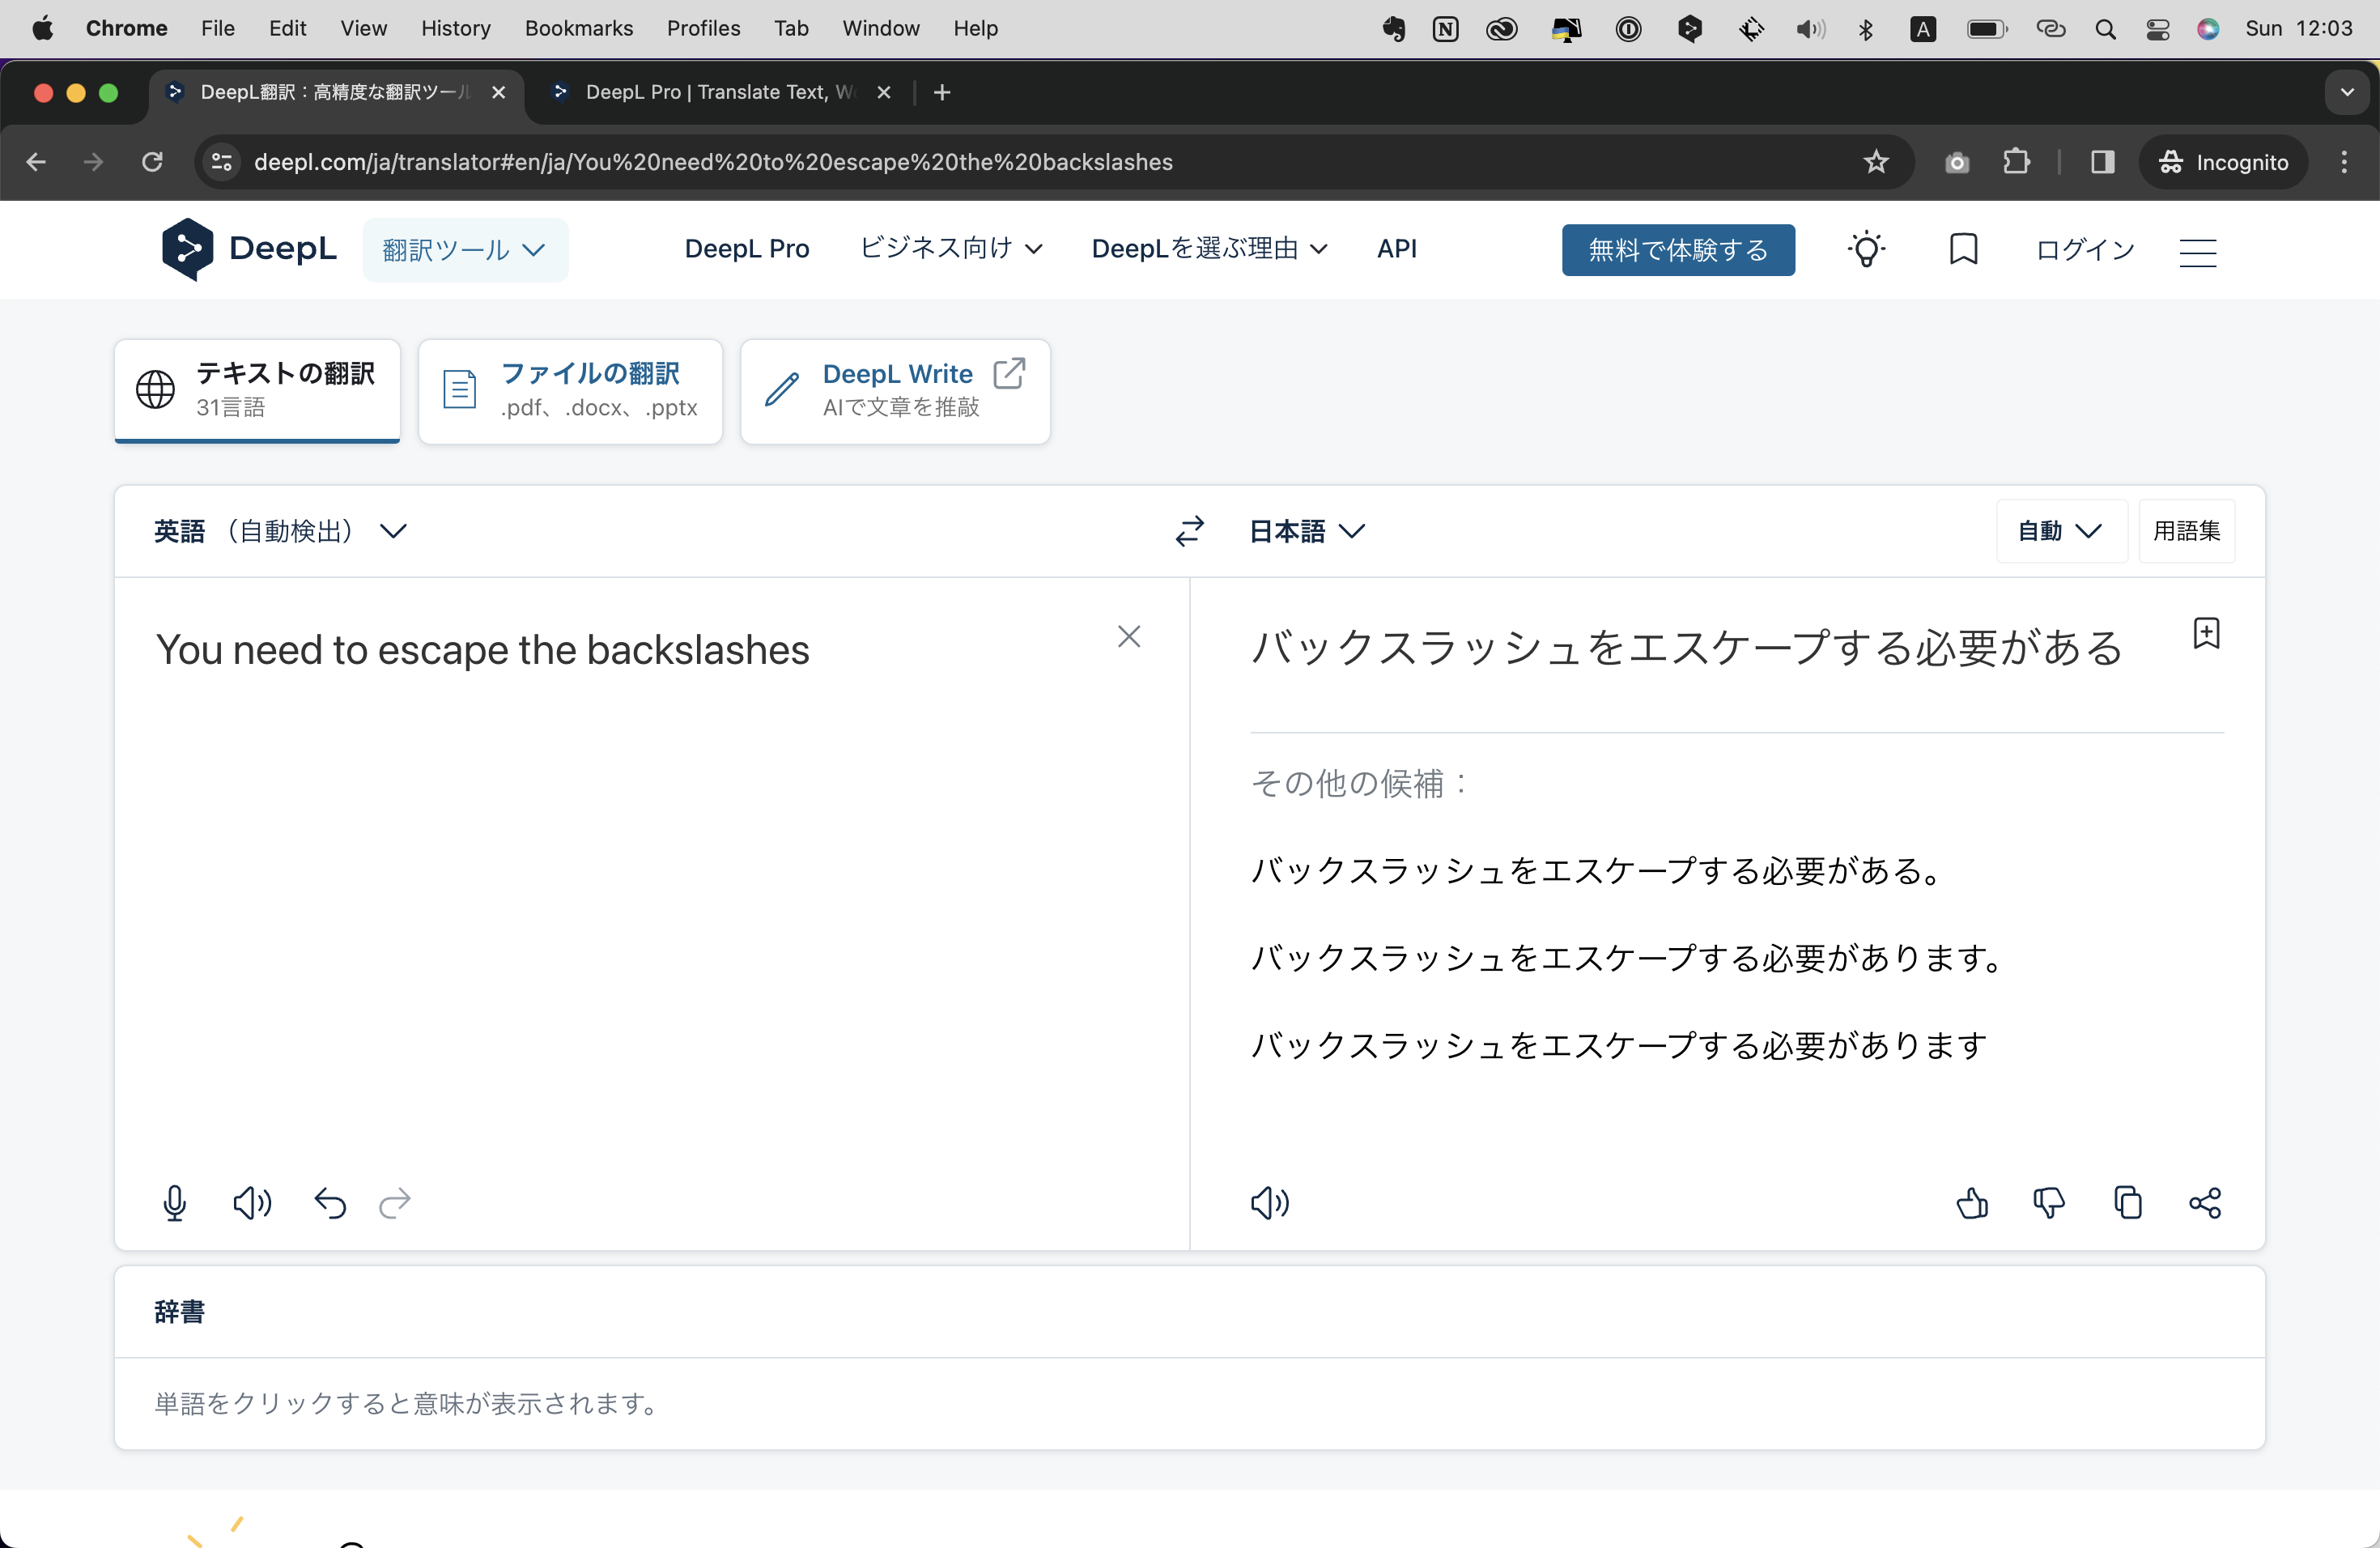 Chrome File Edit View History Bookmarks Profiles Tab Window Help
A
Sun 12:03
DeepL翻訳：高精度な翻訳ツール
DeepL Pro | Translate Text, W
deepl.com/ja/translator#en/ja/You%20need%20to%20escape%20the%20backslashes
Incognito
DeepL
翻訳ツール
DeepL Pro
ビジネス向け
DeepLを選ぶ理由
API
無料で体験する
ログイン
テキストの翻訳
31言語
ファイルの翻訳
.pdf、.docx、.pptx
DeepL Write
AIで文章を推敲
英語 （自動検出）
日本語
自動
用語集
You need to escape the backslashes
バックスラッシュをエスケープする必要がある
その他の候補：
バックスラッシュをエスケープする必要がある。
バックスラッシュをエスケープする必要があります。
バックスラッシュをエスケープする必要があります
辞書
単語をクリックすると意味が表示されます。